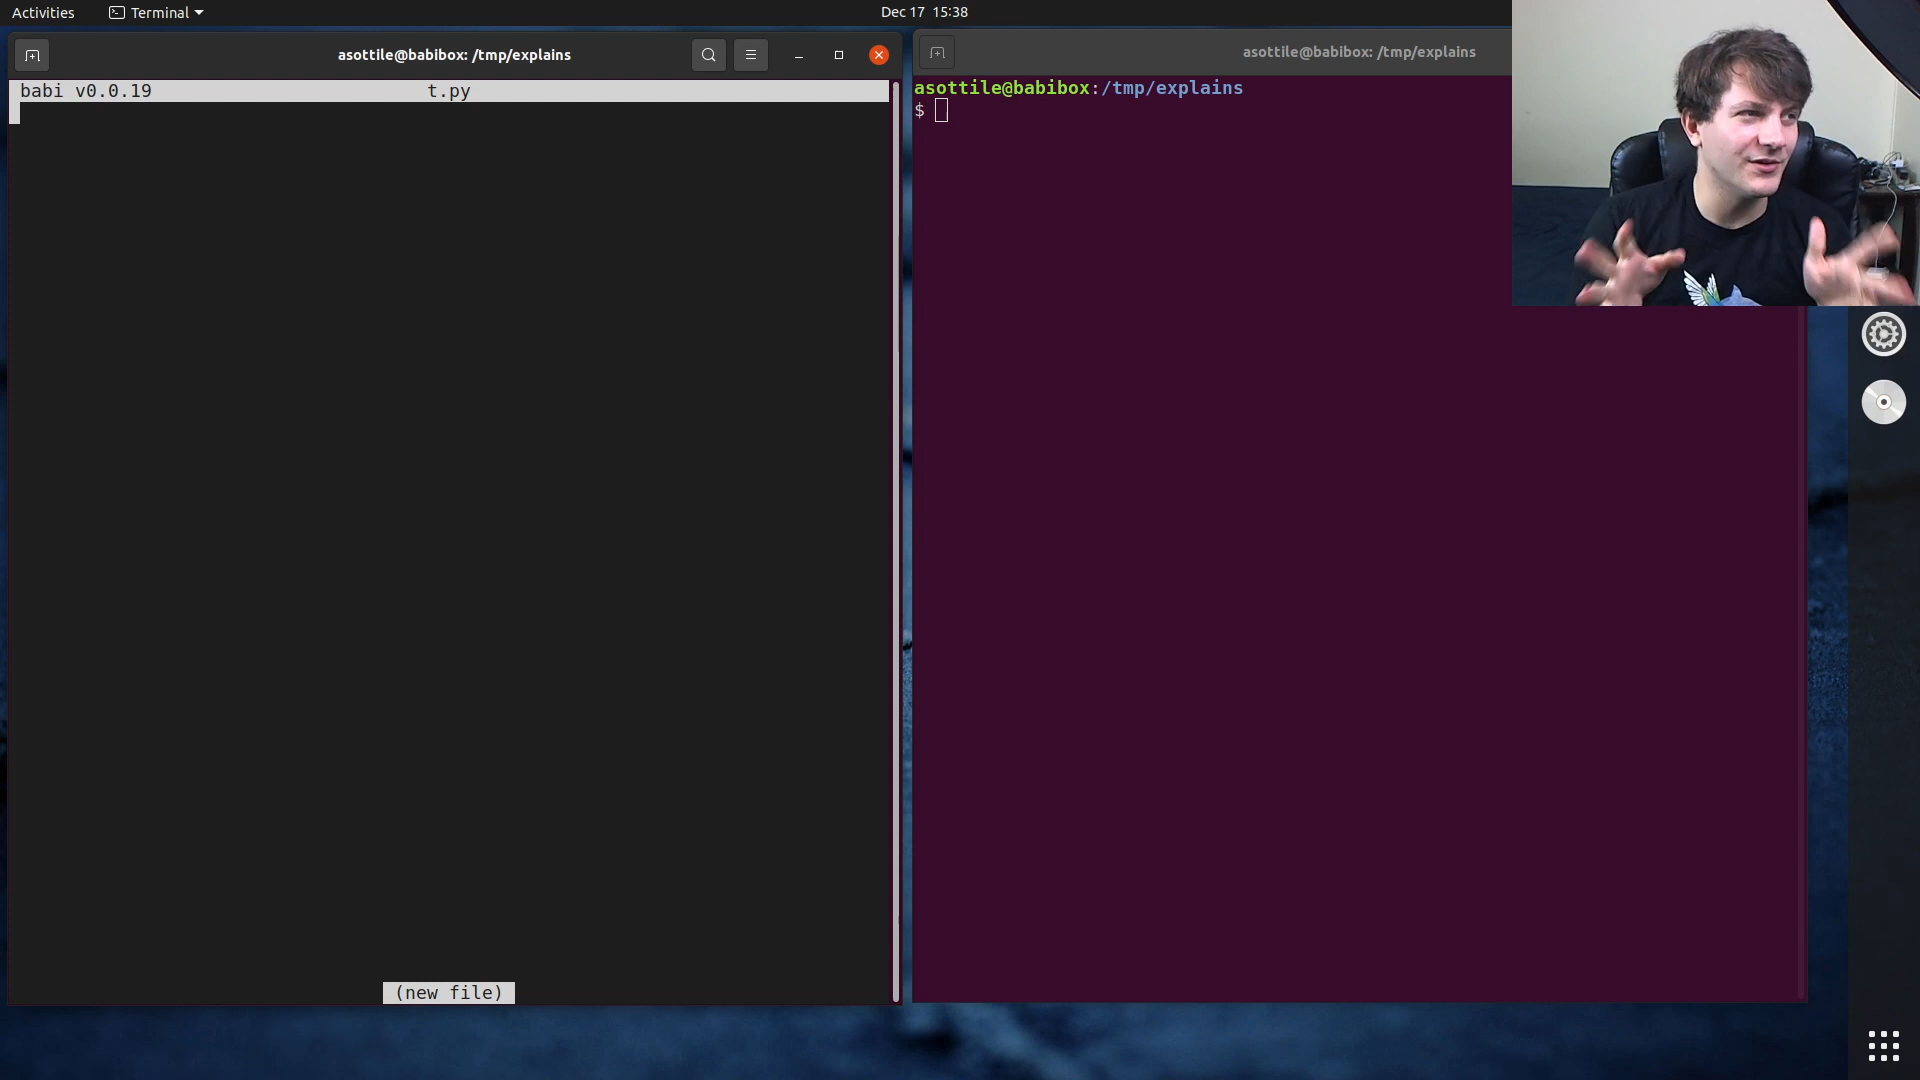 Activities
Terminal
Dec 17 15:38
asottile@babibox: /tmp/explains
babi v0.0.19
t.py
(new file)
asottile@babibox: /tmp/explains
asottile@babibox:/tmp/explains
$